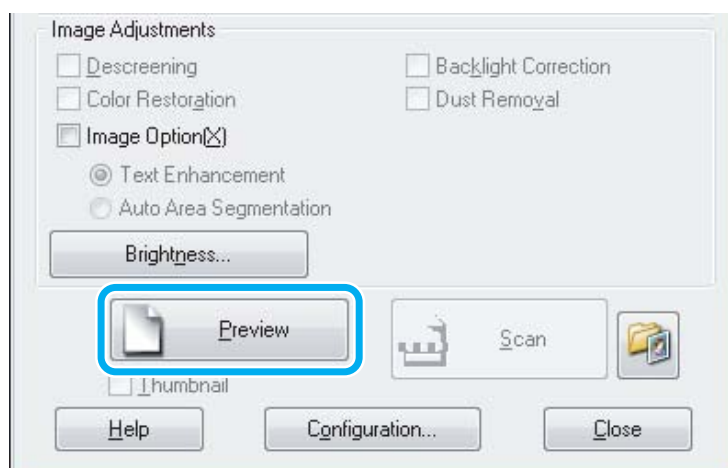 Image Adjustments
Descreening
Backlight Correction
Color Restoration
Dust Removal
Image Option(X)
Text Enhancement
Auto Area Segmentation
Brightness...
Preview
Scan
Thumbnail
Help
Configuration...
Close